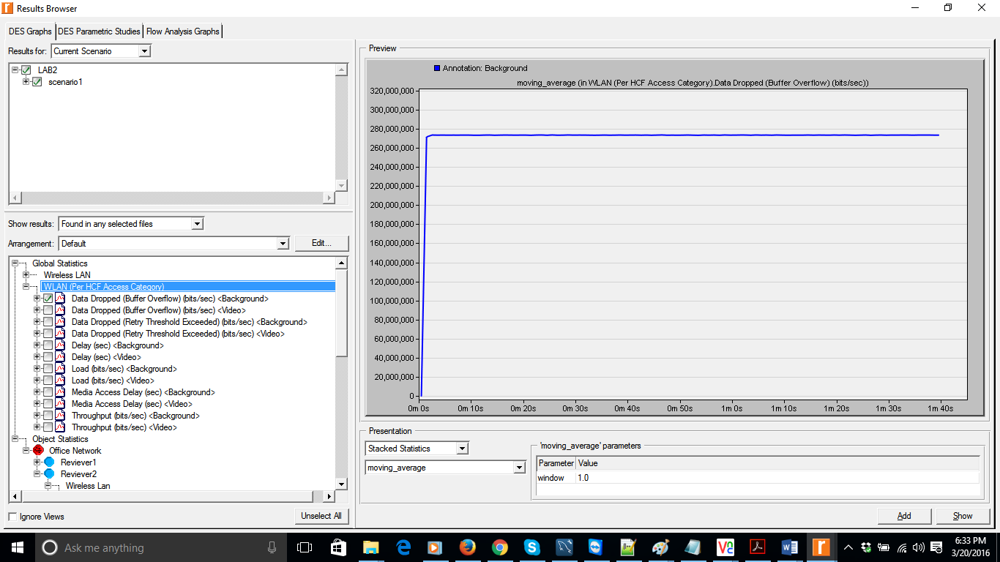 Results Browser
DES Graphs DES Parametric Studies Flow Analysis Graphs
Results for: Current Scenario
LAB2
scenario1
Show results: Found in any selected files
Arrangement: Default Edit...
Global Statistics
Wireless LAN
WLAN (Per HCF Access Category)
Data Dropped (Buffer Overflow) (bits/sec) <Background>
Data Dropped (Buffer Overflow) (bits/sec) <Video>
Data Dropped (Retry Threshold Exceeded) (bits/sec) <Background>
Data Dropped (Retry Threshold Exceeded) (bits/sec) <Video>
Delay (sec) <Background>
Delay (sec) <Video>
Load (bits/sec) <Background>
Load (bits/sec) <Video>
Media Access Delay (sec) <Background>
Media Access Delay (sec) <Video>
Throughput (bits/sec) <Background>
Throughput (bits/sec) <Video>
Object Statistics
Office Network
Reviever1
Reviever2
Wireless Lan
Ignore Views Unselect All
Preview
Annotation: Background
moving_average (in WLAN (Per HCF Access Category).Data Dropped (Buffer Overflow) (bits/sec))
320,000,000
300,000,000
280,000,000
260,000,000
240,000,000
220,000,000
200,000,000
180,000,000
160,000,000
140,000,000
120,000,000
100,000,000
80,000,000
60,000,000
40,000,000
20,000,000
0
0m 0s 0m 10s 0m 20s 0m 30s 0m 40s 0m 50s 1m 0s 1m 10s 1m 20s 1m 30s 1m 40s
Presentation
Stacked Statistics
moving_average
'moving_average' parameters
Parameter Value
window 1.0
Add Show
Ask me anything
6:33 PM
3/20/2016